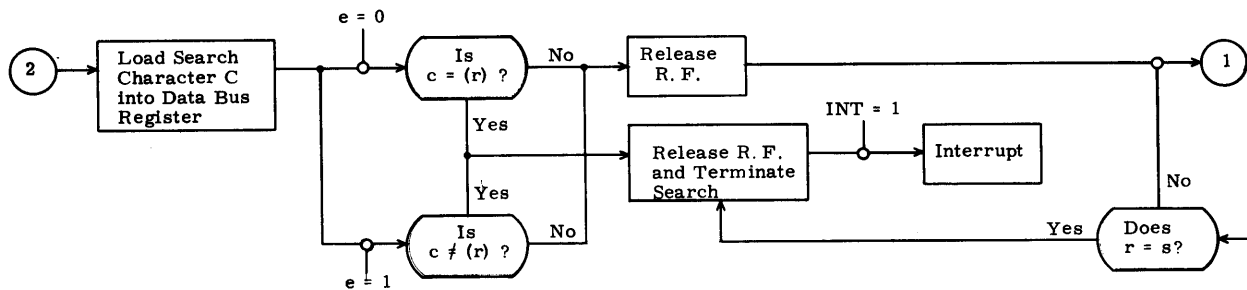 e = 0
2
Load Search
Character C
into Data Bus
Register
Is
c = (r) ?
No
Release
R. F.
1
Yes
INT = 1
Release R. F.
and Terminate
Search
Interrupt
Yes
No
Is
c ≠ (r) ?
No
Yes
Does
r = s?
e = 1